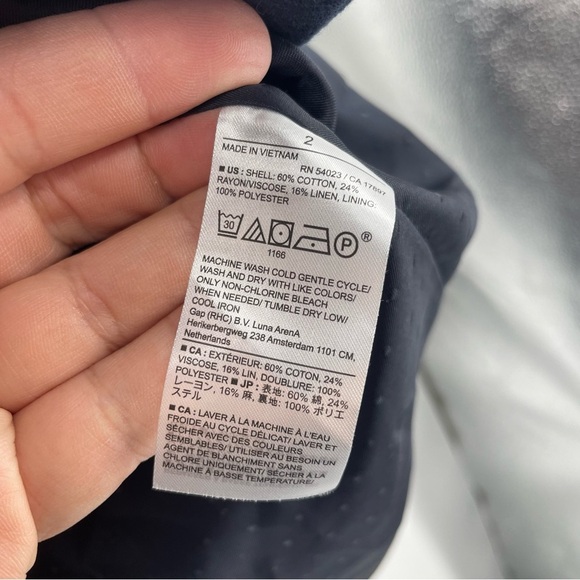 2
MADE IN VIETNAM RN 54023 / CA 17897
■ US : SHELL: 60% COTTON, 24%
RAYON/VISCOSE, 16% LINEN, LINING:
100% POLYESTER
30 P ®
1166
MACHINE WASH COLD GENTLE CYCLE/
WASH AND DRY WITH LIKE COLORS/
ONLY NON-CHLORINE BLEACH
WHEN NEEDED/ TUMBLE DRY LOW/
COOL IRON
Gap (RHC) B.V. Luna ArenA
Herikerbergweg 238 Amsterdam 1101 CM,
Netherlands
■ CA : EXTÉRIEUR: 60% COTON, 24%
VISCOSE, 16% LIN, DOUBLURE: 100%
POLYESTER ■ JP : 表地: 60% 綿, 24%
レーヨン, 16% 麻, 裏地: 100% ポリエ
ステル
■ CA : LAVER À LA MACHINE À L'EAU
FROIDE AU CYCLE DÉLICAT/ LAVER ET
SÉCHER AVEC DES COULEURS
SEMBLABLES/ UTILISER AU BESOIN UN
AGENT DE BLANCHIMENT SANS
CHLORE UNIQUEMENT/ SÉCHER À LA
MACHINE À BASSE TEMPÉRATURE/